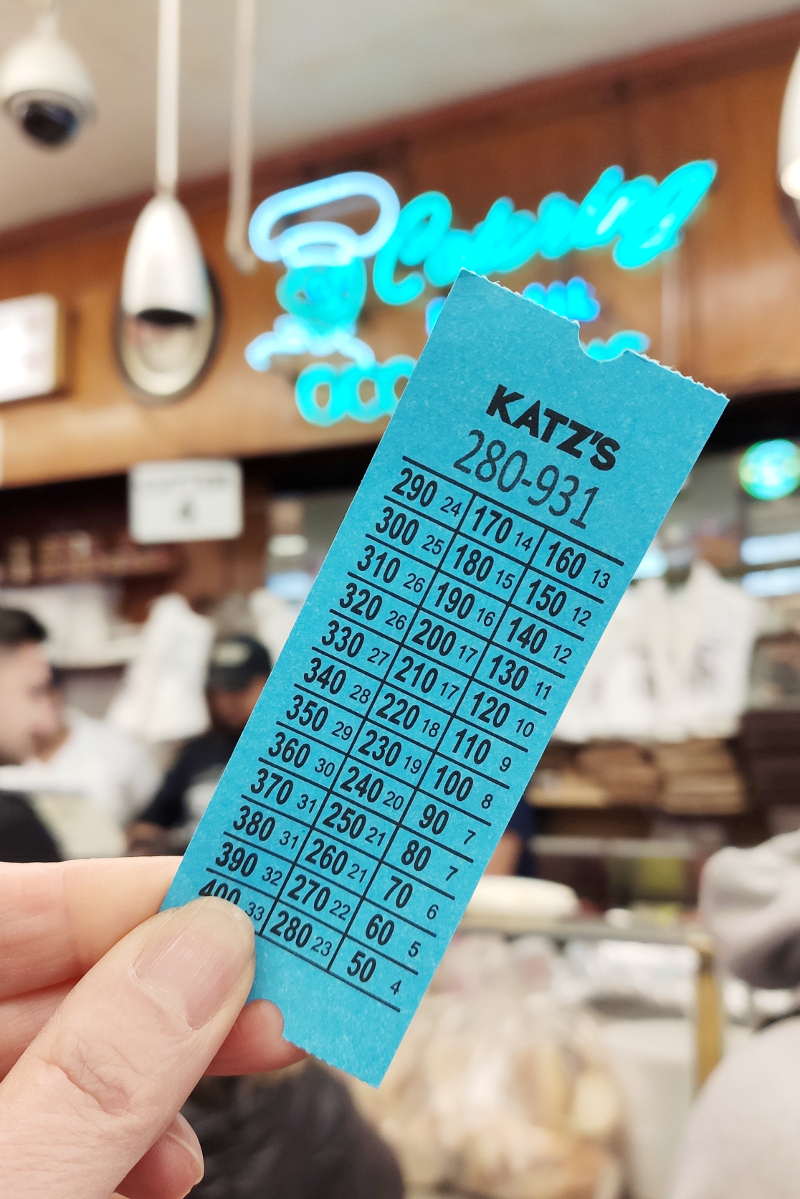 Catering
KATZ'S
280-931
290 24 170 14 160 13
300 25 180 15 150 12
310 26 190 16 140 12
320 26 200 17 130 11
330 27 210 17 120 10
340 28 220 18 110 9
350 29 230 19 100 8
360 30 240 20 90 7
370 31 250 21 80 7
380 31 260 21 70 6
390 32 270 22 60 5
400 33 280 23 50 4